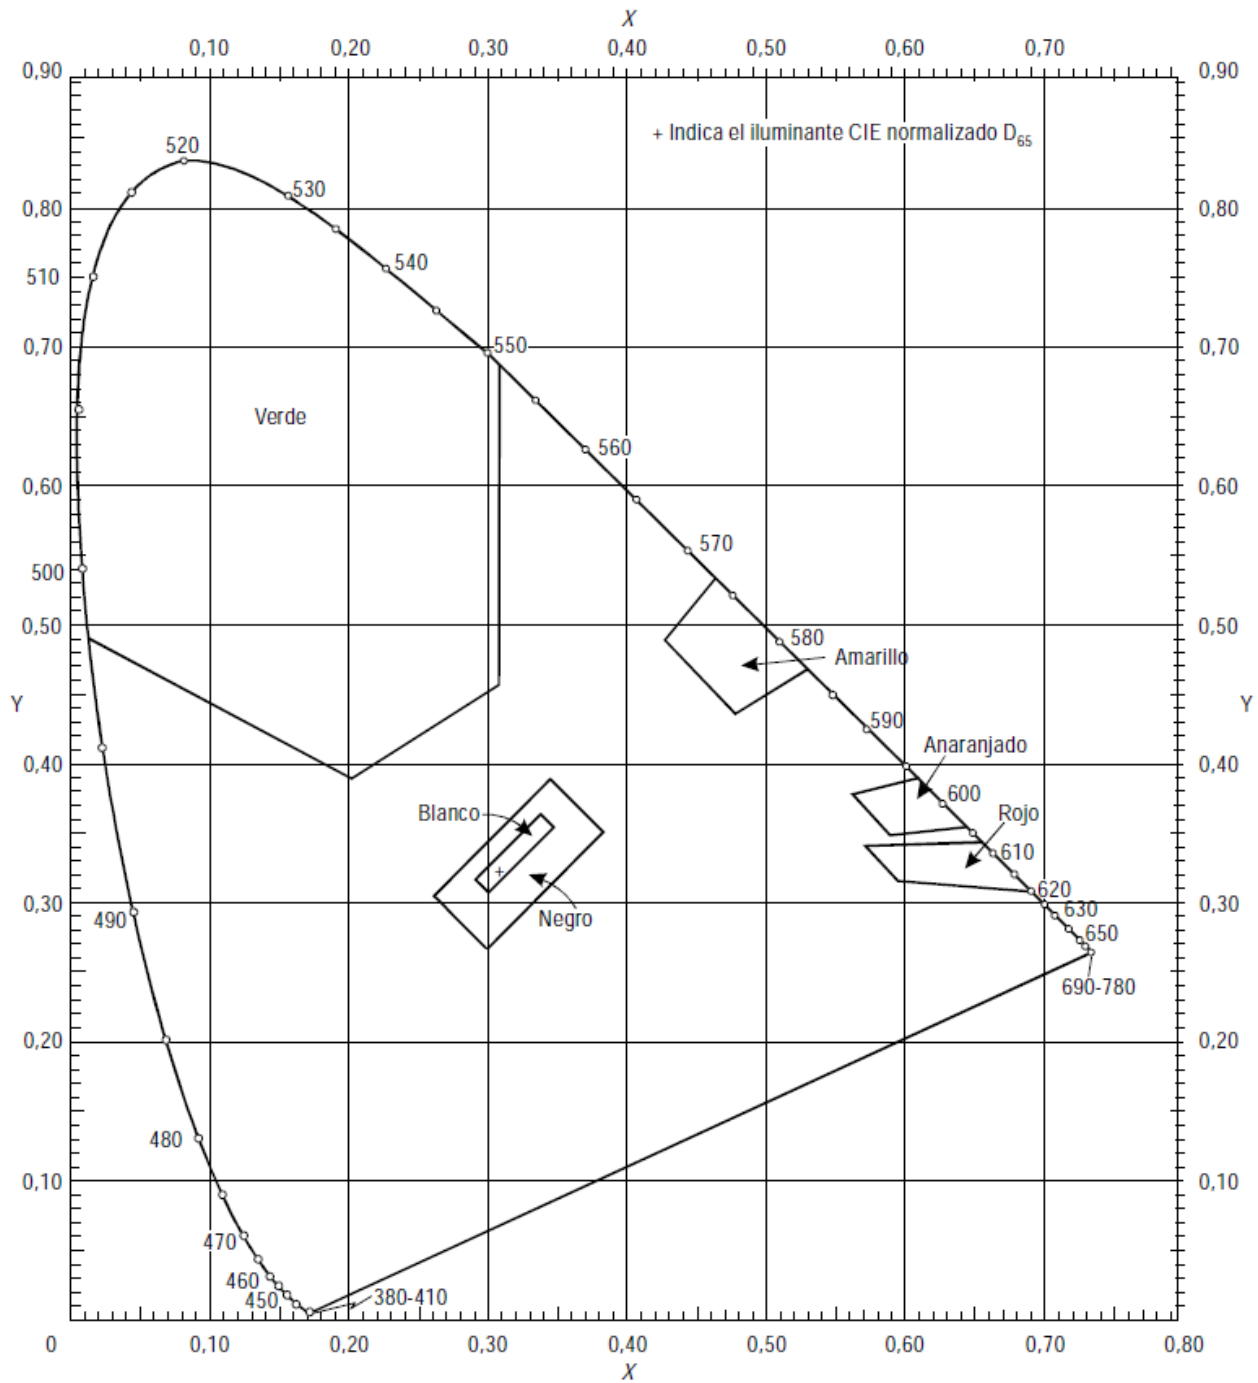 X
0,10 0,20 0,30 0,40 0,50 0,60 0,70
0,90 0,90
+ Indica el iluminante CIE normalizado D65
520
530
0,80 0,80
540
510
550
0,70 0,70
Verde
560
0,60 0,60
570
500
0,50 0,50
580
Amarillo
Y Y
590
Anaranjado
0,40 0,40
600
Blanco Rojo
610
620
0,30 0,30
630
490 Negro
650
690-780
0,20 0,20
480
0,10 0,10
470
460
450 380-410
0 0,10 0,20 0,30 0,40 0,50 0,60 0,70 0,80
X